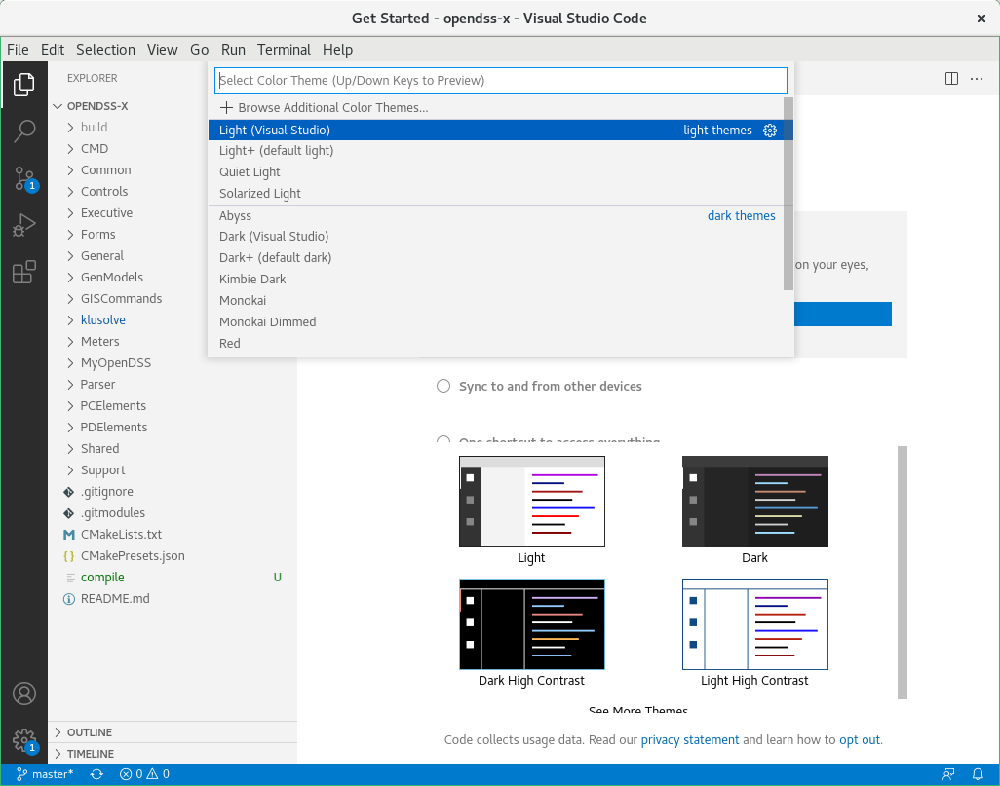 Get Started - opendss-x - Visual Studio Code
File Edit Selection View Go Run Terminal Help
EXPLORER
OPENDSS-X
build
CMD
Common
Controls
Executive
Forms
General
GenModels
GISCommands
klusolve
Meters
MyOpenDSS
Parser
PCElements
PDElements
Shared
Support
.gitignore
.gitmodules
CMakeLists.txt
CMakePresets.json
compile U
README.md
OUTLINE
TIMELINE
1
1
Select Color Theme (Up/Down Keys to Preview)
Browse Additional Color Themes...
Light (Visual Studio) light themes
Light+ (default light)
Quiet Light
Solarized Light
Abyss dark themes
Dark (Visual Studio)
Dark+ (default dark)
Kimbie Dark
Monokai
Monokai Dimmed
Red
on your eyes,
Sync to and from other devices
One shortcut to access everything
Light
Dark
Dark High Contrast
Light High Contrast
See More Themes
Code collects usage data. Read our privacy statement and learn how to opt out.
master* 0 0